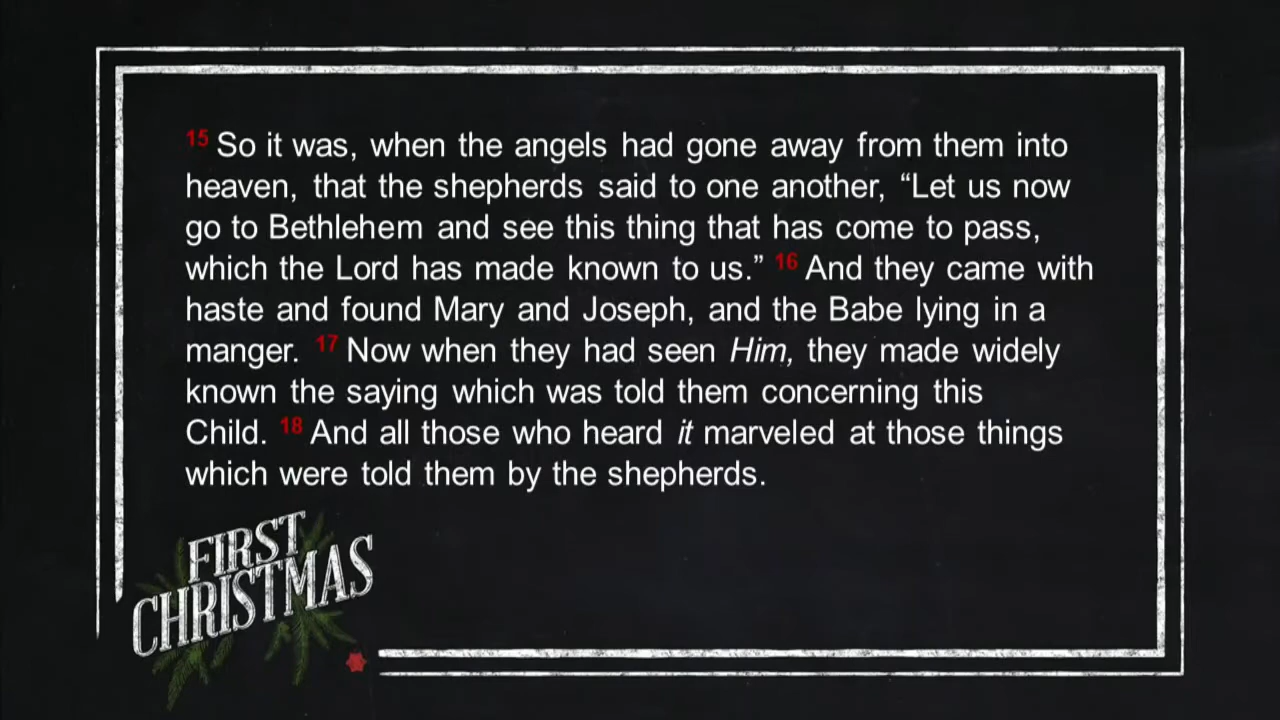 15 So it was, when the angels had gone away from them into
heaven, that the shepherds said to one another, “Let us now
go to Bethlehem and see this thing that has come to pass,
which the Lord has made known to us.” 16 And they came with
haste and found Mary and Joseph, and the Babe lying in a
manger. 17 Now when they had seen Him, they made widely
known the saying which was told them concerning this
Child. 18 And all those who heard it marveled at those things
which were told them by the shepherds.
FIRST
CHRISTMAS